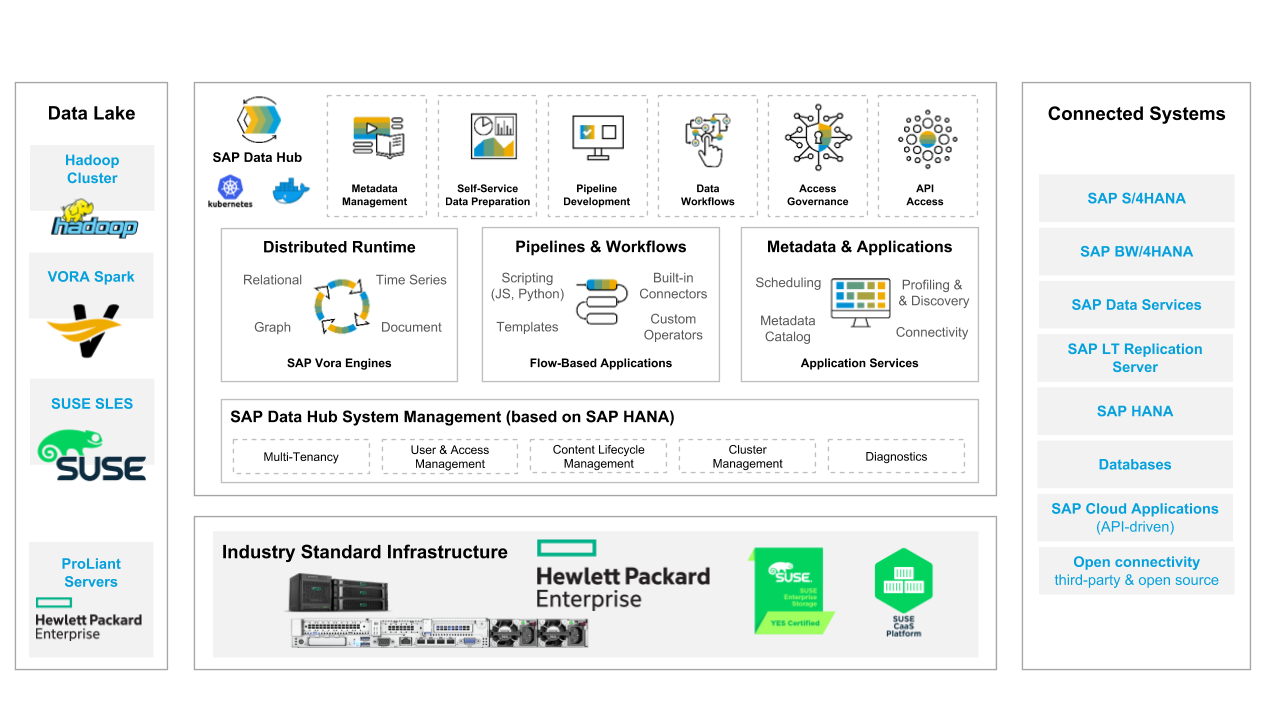 Data Lake
Hadoop
Cluster
hadoop
VORA Spark
SUSE SLES
SUSE
ProLiant
Servers
Hewlett Packard
Enterprise
SAP Data Hub
kubernetes
Metadata
Management
Self-Service
Data Preparation
Pipeline
Development
Data
Workflows
Access
Governance
API
Access
Distributed Runtime
Relational
Time Series
Graph
Document
SAP Vora Engines
Pipelines & Workflows
Scripting
(JS, Python)
Built-in
Connectors
Templates
Custom
Operators
Flow-Based Applications
Metadata & Applications
Scheduling
Profiling &
& Discovery
Metadata
Catalog
Connectivity
Application Services
SAP Data Hub System Management (based on SAP HANA)
Multi-Tenancy
User & Access
Management
Content Lifecycle
Management
Cluster
Management
Diagnostics
Industry Standard Infrastructure
Hewlett Packard
Enterprise
SUSE.
SUSE
Enterprise
Storage
YES Certified
SUSE
CaaS
Platform
Connected Systems
SAP S/4HANA
SAP BW/4HANA
SAP Data Services
SAP LT Replication
Server
SAP HANA
Databases
SAP Cloud Applications
(API-driven)
Open connectivity
third-party & open source